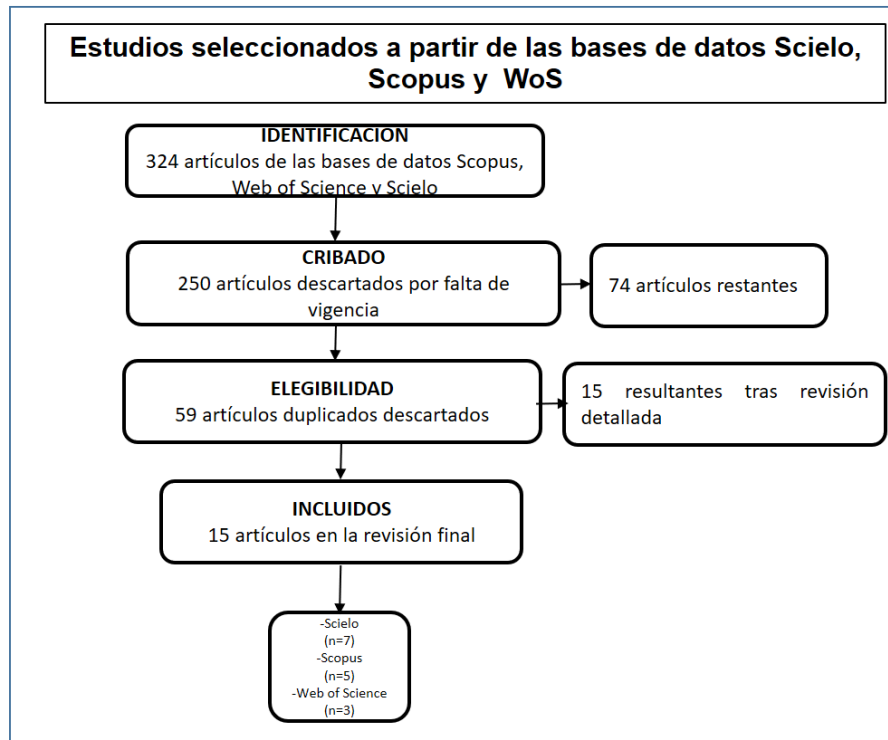 Estudios seleccionados a partir de las bases de datos Scielo,
Scopus y WoS
IDENTIFICACION
324 artículos de las bases de datos Scopus,
Web of Science y Scielo
CRIBADO
250 artículos descartados por falta de
vigencia
74 artículos restantes
ELEGIBILIDAD
59 artículos duplicados descartados
15 resultantes tras revisión
detallada
INCLUIDOS
15 artículos en la revisión final
-Scielo
(n=7)
-Scopus
(n=5)
-Web of Science
(n=3)